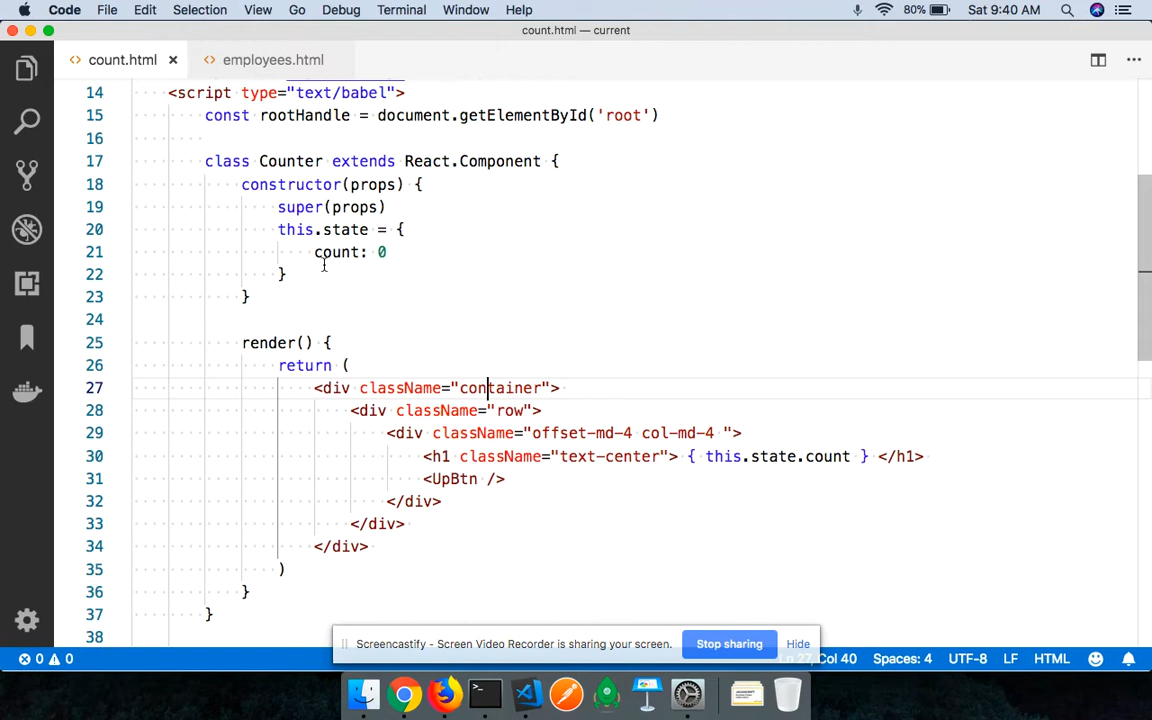 Code File Edit Selection View Go Debug Terminal Window Help 80% Sat 9:40 AM
count.html — current
count.html employees.html
14 <script type="text/babel">
15 const rootHandle = document.getElementById('root')
16
17 class Counter extends React.Component {
18 constructor(props) {
19 super(props)
20 this.state = {
21 count: 0
22 }
23 }
24
25 render() {
26 return (
27 <div className="container">
28 <div className="row">
29 <div className="offset-md-4 col-md-4 ">
30 <h1 className="text-center"> { this.state.count } </h1>
31 <UpBtn />
32 </div>
33 </div>
34 </div>
35 )
36 }
37 }
38
Screencastify - Screen Video Recorder is sharing your screen. Stop sharing Hide
0 0 Ln 27, Col 40 Spaces: 4 UTF-8 LF HTML